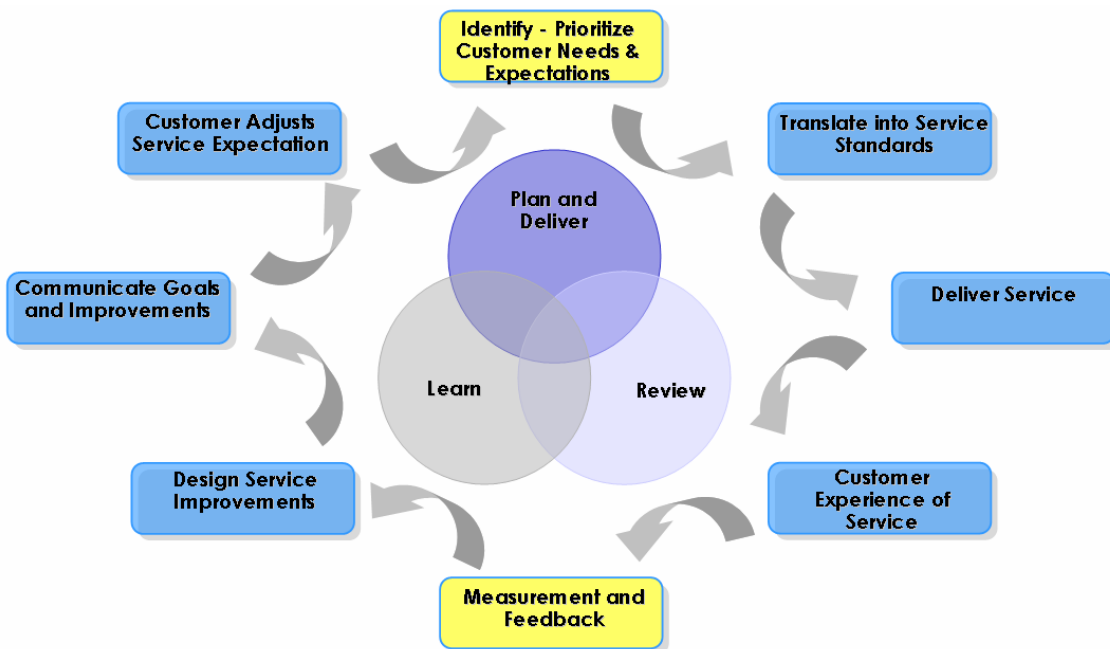 Identify - Prioritize
Customer Needs &
Expectations
Customer Adjusts
Service Expectation
Translate into Service
Standards
Plan and
Deliver
Communicate Goals
and Improvements
Deliver Service
Learn
Review
Design Service
Improvements
Customer
Experience of
Service
Measurement and
Feedback